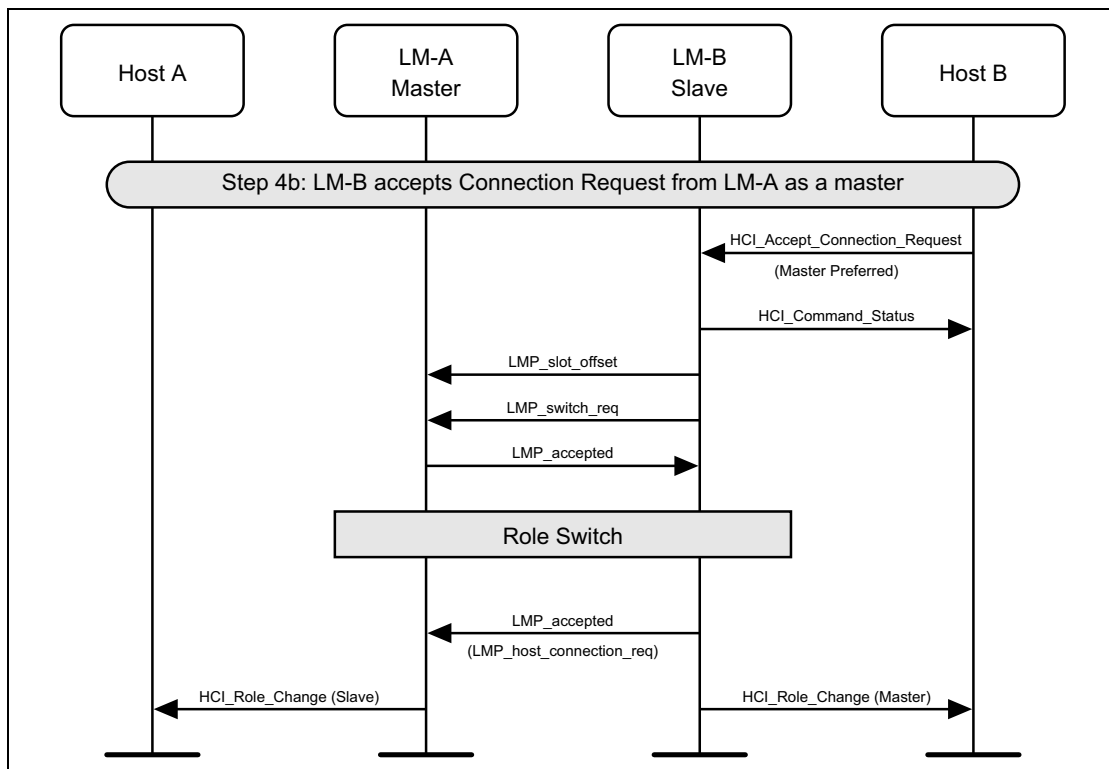 Host A
LM-A
Master
LM-B
Slave
Host B
Step 4b: LM-B accepts Connection Request from LM-A as a master
HCI_Accept_Connection_Request
(Master Preferred)
HCI_Command_Status
LMP_slot_offset
LMP_switch_req
LMP_accepted
Role Switch
LMP_accepted
(LMP_host_connection_req)
HCI_Role_Change (Slave)
HCI_Role_Change (Master)